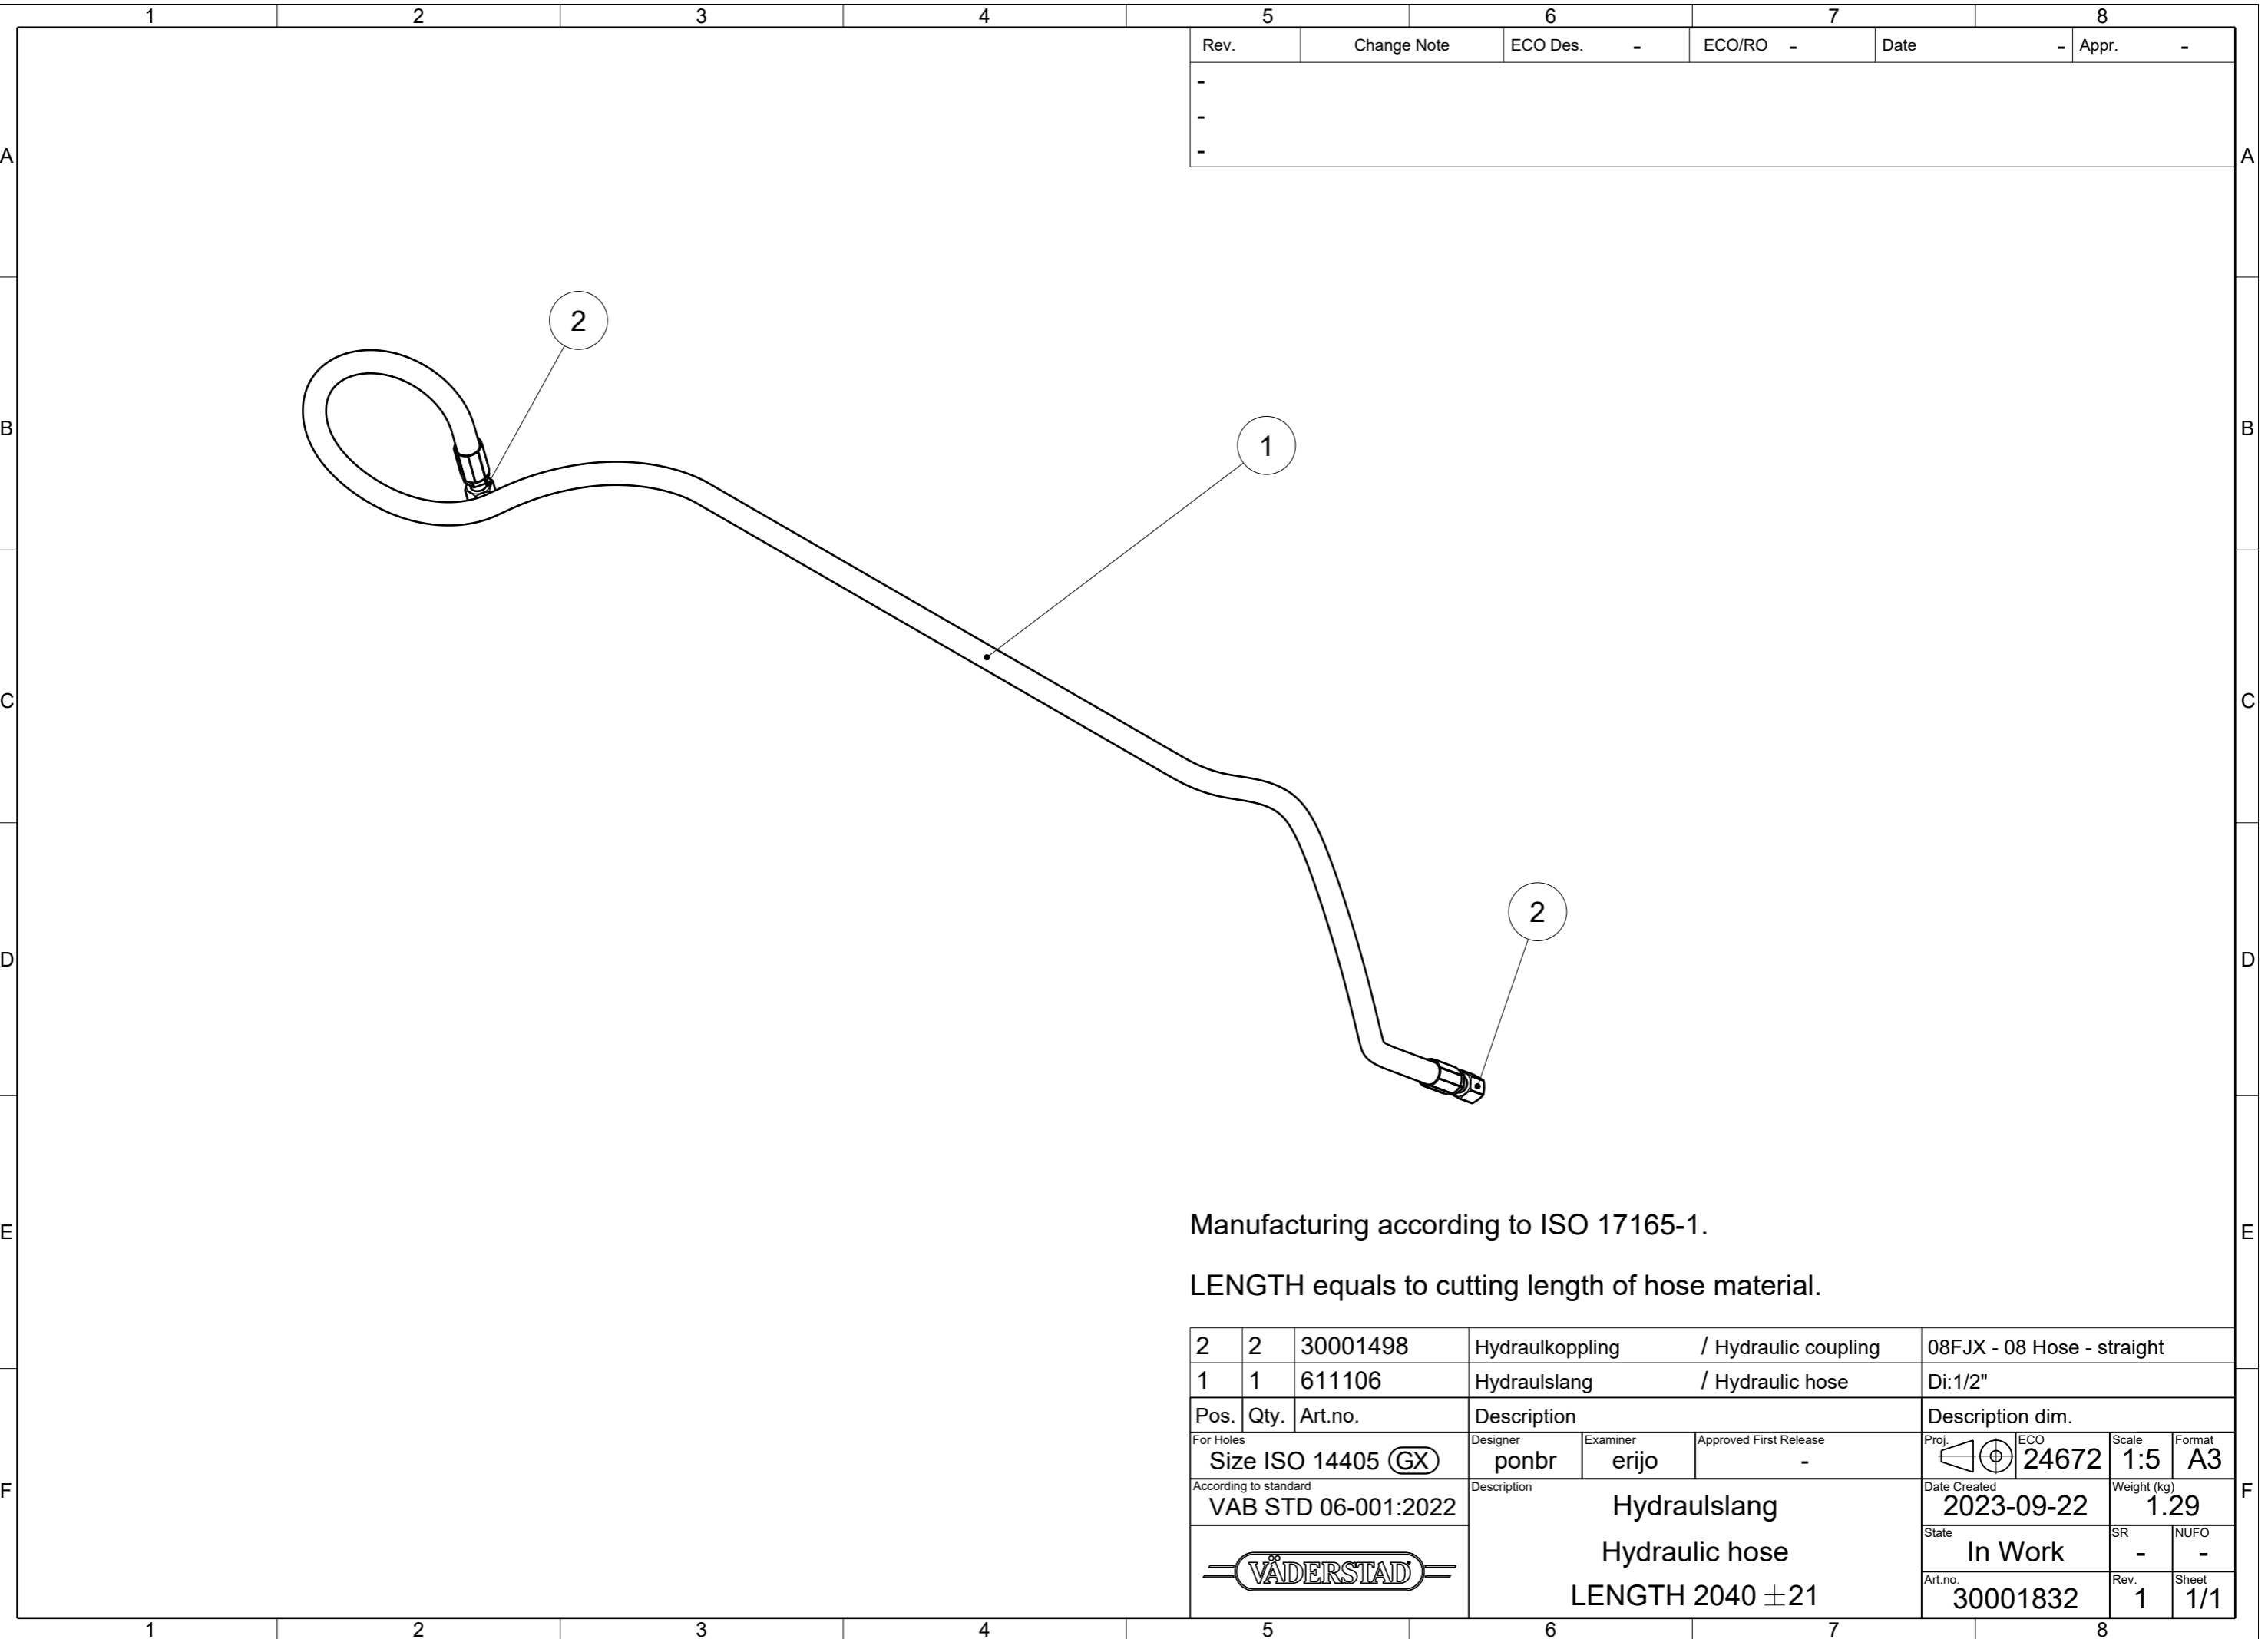 1 2 3 4 5 6 7 8
Rev. Change Note ECO Des. - ECO/RO - Date - Appr. -
-
-
-
A A
2
B B
1
C C
2
D D
E E
Manufacturing according to ISO 17165-1.
LENGTH equals to cutting length of hose material.
2 2 30001498 Hydraulkoppling / Hydraulic coupling 08FJX - 08 Hose - straight
1 1 611106 Hydraulslang / Hydraulic hose Di:1/2"
Pos. Qty. Art.no. Description Description dim.
For Holes Designer Examiner Approved First Release Proj. ECO Scale Format
Size ISO 14405 GX ponbr erijo - 24672 1:5 A3
F F
According to standard Description Date Created Weight (kg)
VAB STD 06-001:2022 Hydraulslang 2023-09-22 1.29
State SR NUFO
VÄDERSTAD Hydraulic hose In Work - -
Art.no. Rev. Sheet
LENGTH 2040 ±21 30001832 1 1/1
1 2 3 4 5 6 7 8